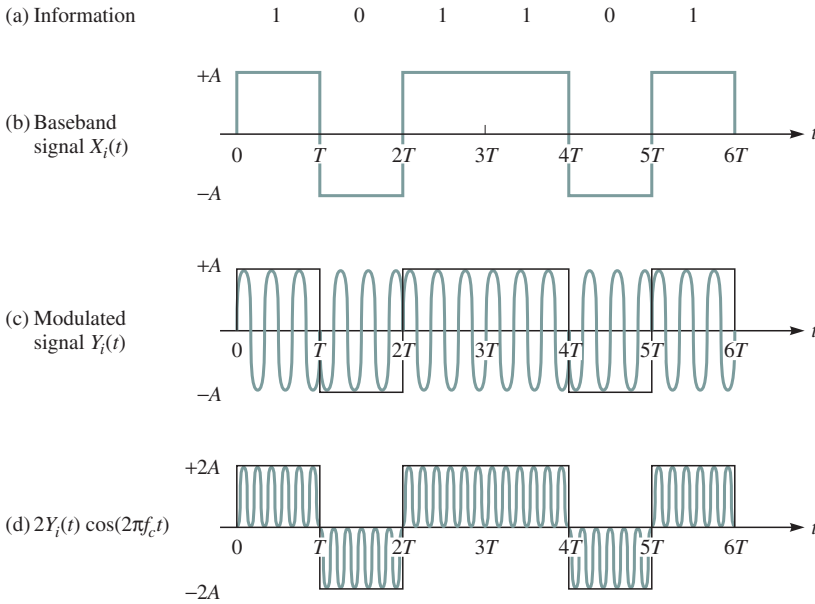 (a) Information 1 0 1 1 0 1
+A
(b) Baseband
signal Xᵢ(t)
0 T 2T 3T 4T 5T 6T t
−A
+A
(c) Modulated
signal Yᵢ(t)
0 T 2T 3T 4T 5T 6T t
−A
+2A
(d) 2Yᵢ(t) cos(2πf_c t)
0 T 2T 3T 4T 5T 6T t
−2A